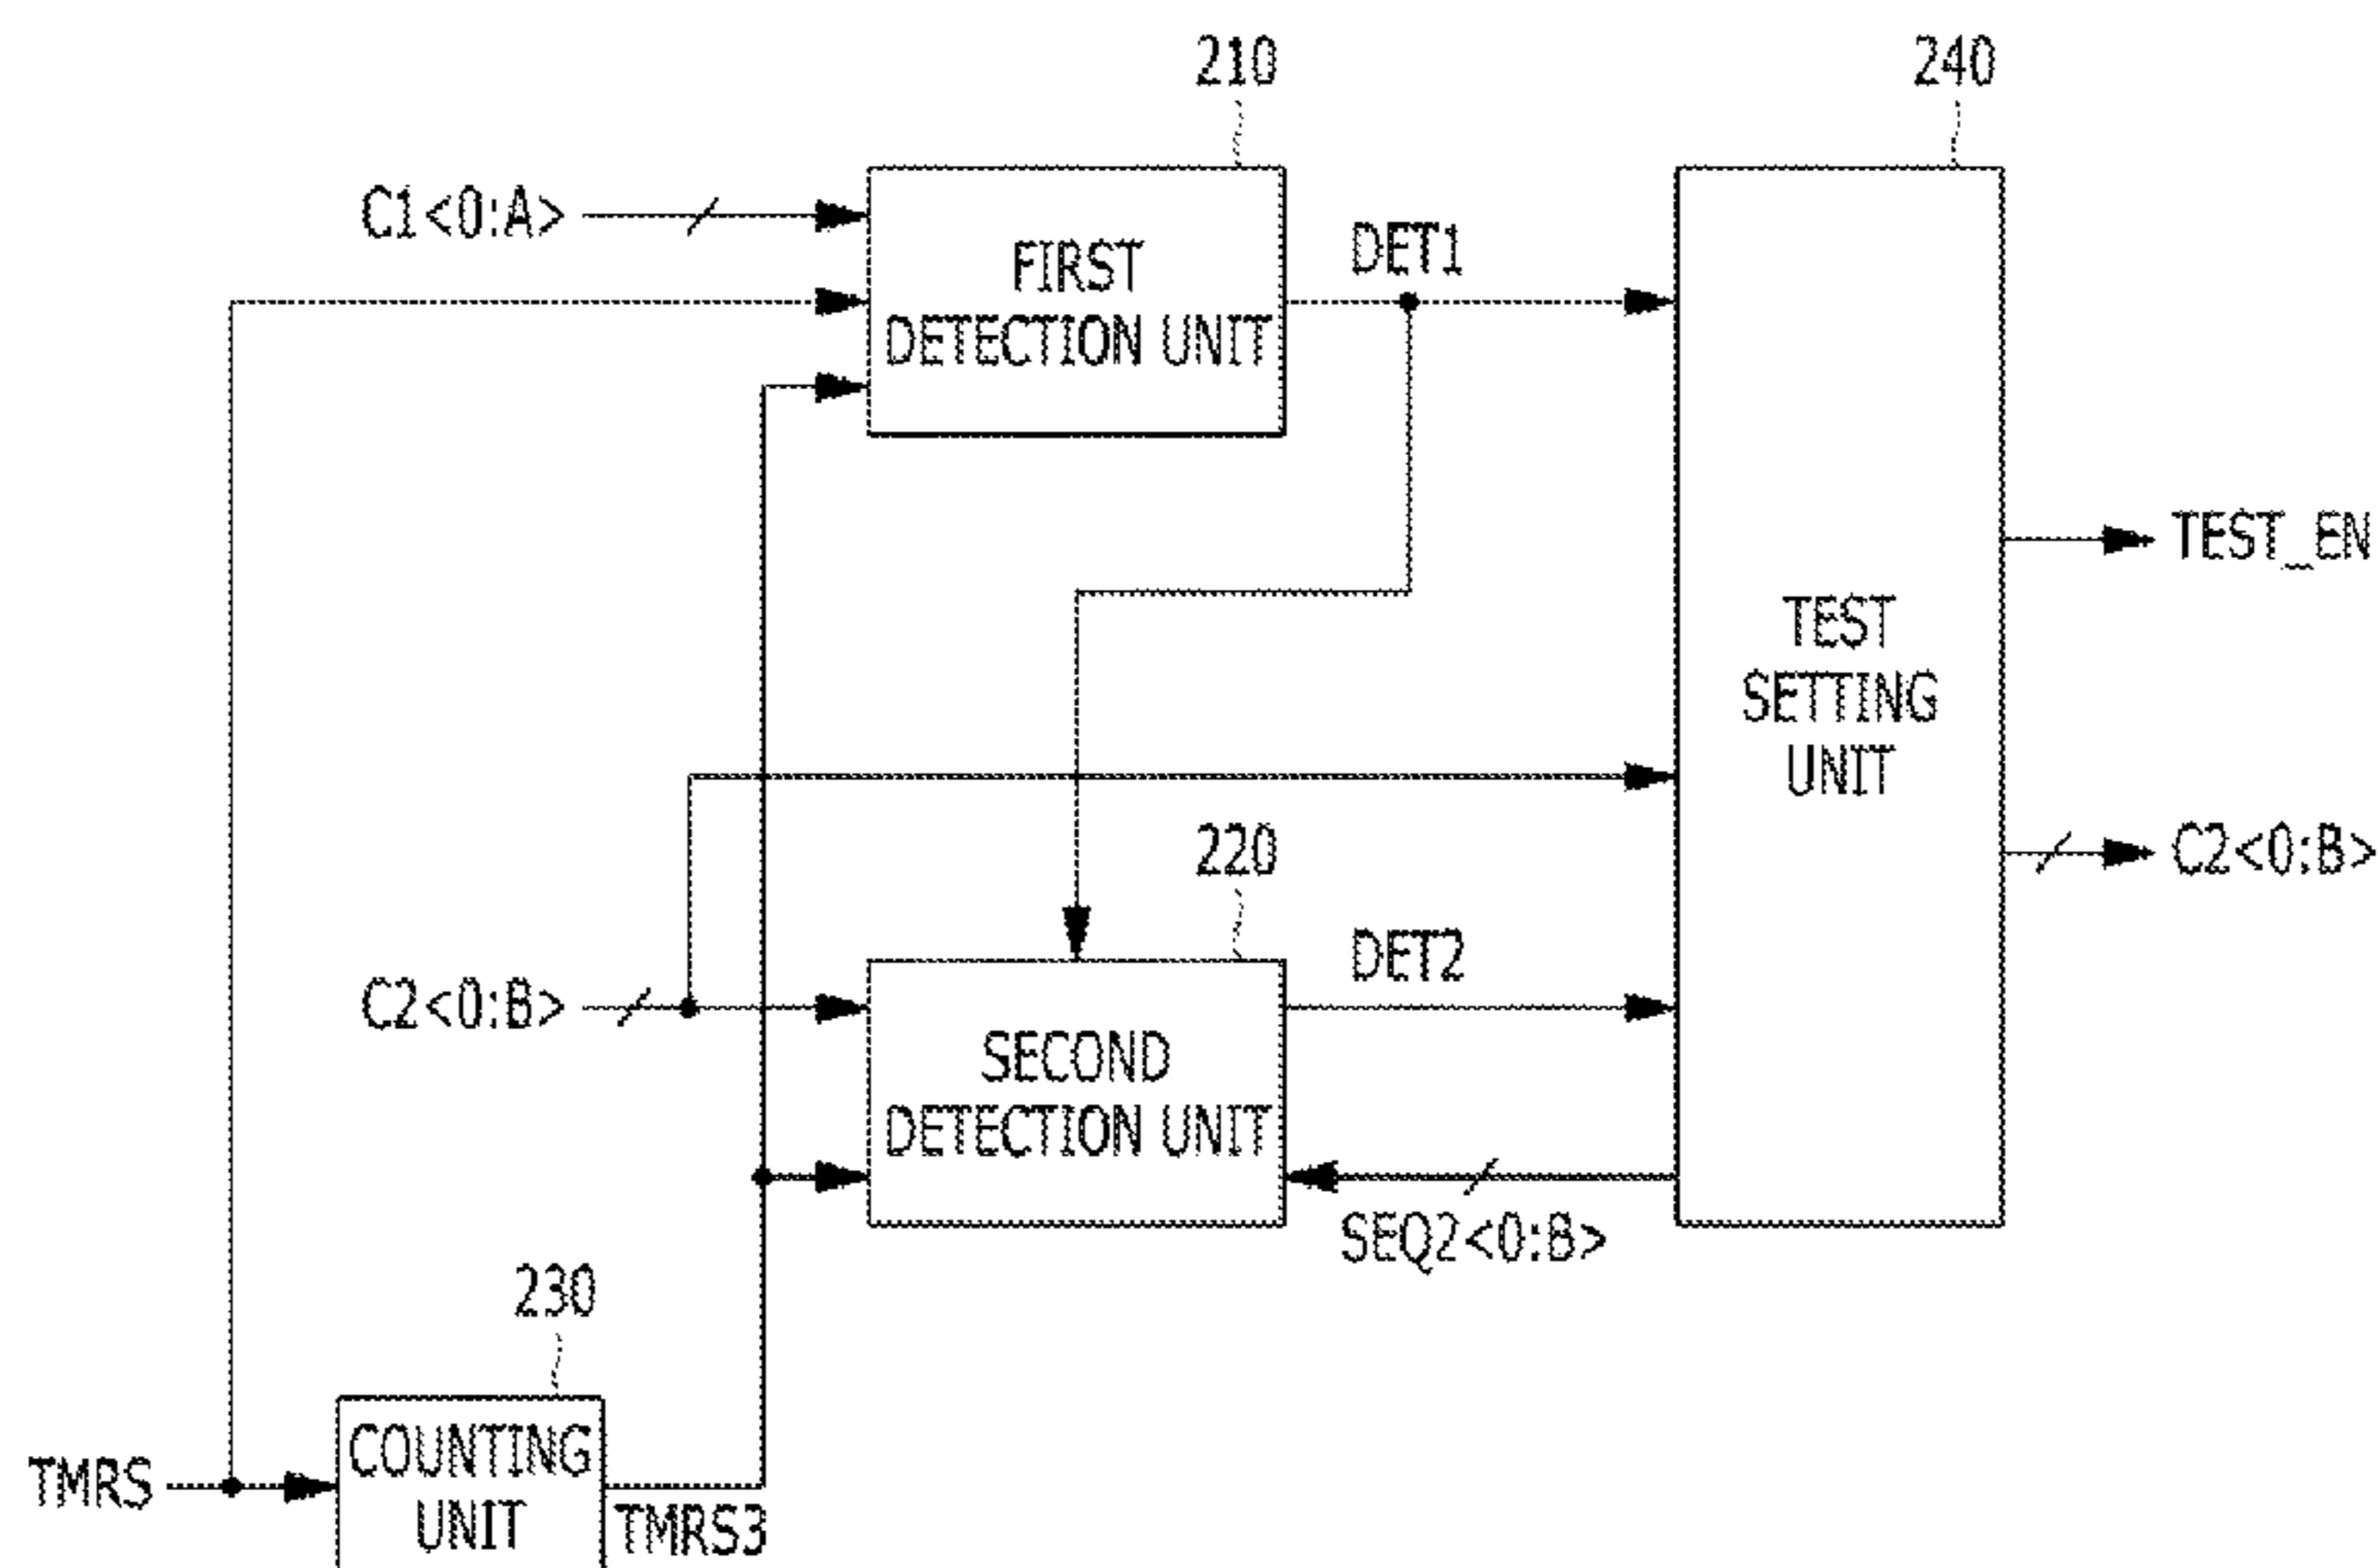 210
240
C1<0:A>
FIRST
DETECTION UNIT
DET1
TEST_EN
TEST
SETTING
UNIT
C2<0:B>
220
C2<0:B>
SECOND
DETECTION UNIT
DET2
SEQ2<0:B>
230
TMRS
COUNTING
UNIT
TMRS3